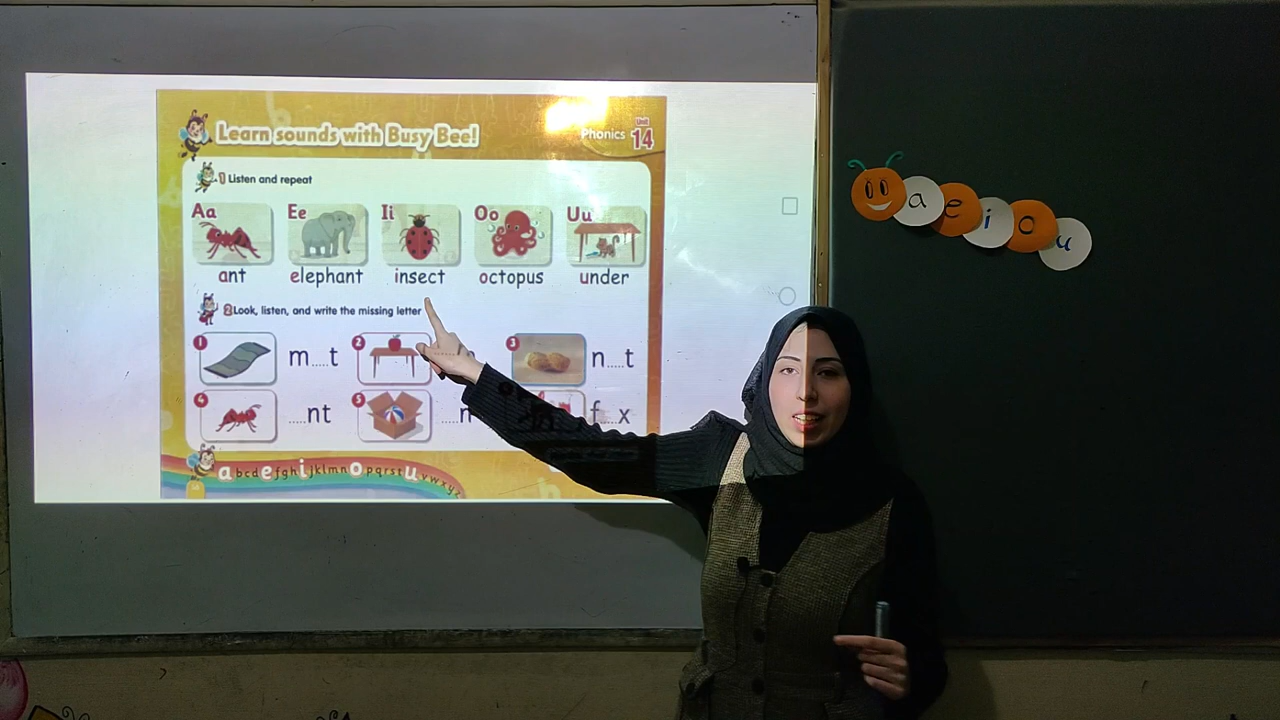 Learn sounds with Busy Bee!
Phonics Unit 14
1 Listen and repeat
Aa Ee Ii Oo Uu
ant elephant insect octopus under
2 Look, listen, and write the missing letter
1 m....t 2 3 n....t
4 ....nt 5 ....n f....x
a b c d e f g h i j k l m n o p q r s t u v w x y z
a e i o u